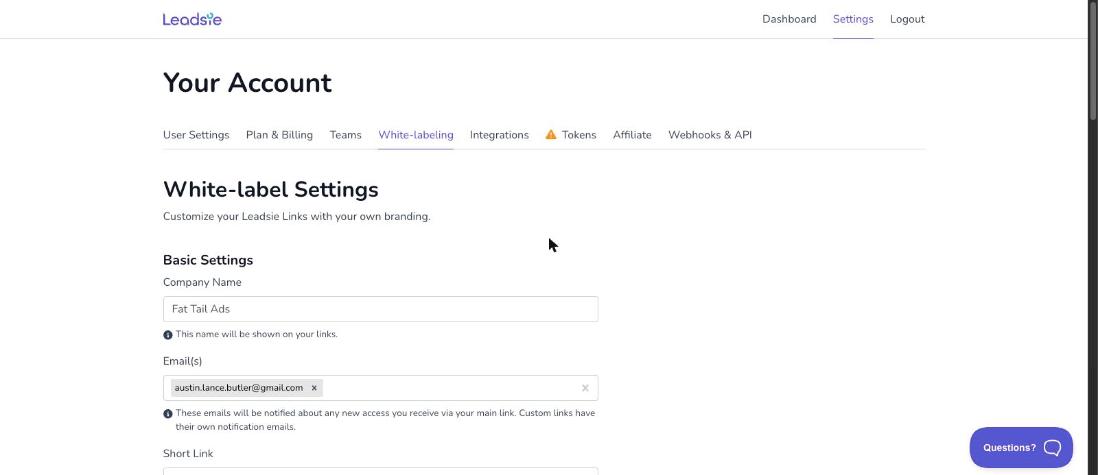 Leadsie
Dashboard Settings Logout
Your Account
User Settings Plan & Billing Teams White-labeling Integrations Tokens Affiliate Webhooks & API
White-label Settings
Customize your Leadsie Links with your own branding.
Basic Settings
Company Name
Fat Tail Ads
This name will be shown on your links.
Email(s)
austin.lance.butler@gmail.com ×
These emails will be notified about any new access you receive via your main link. Custom links have
their own notification emails.
Short Link
Questions?